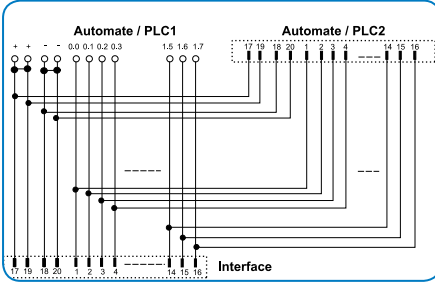 Automate / PLC1
Automate / PLC2
+ + - - 0.0 0.1 0.2 0.3 1.5 1.6 1.7
17 19 18 20 1 2 3 4 14 15 16
17 19 18 20 1 2 3 4 14 15 16
Interface